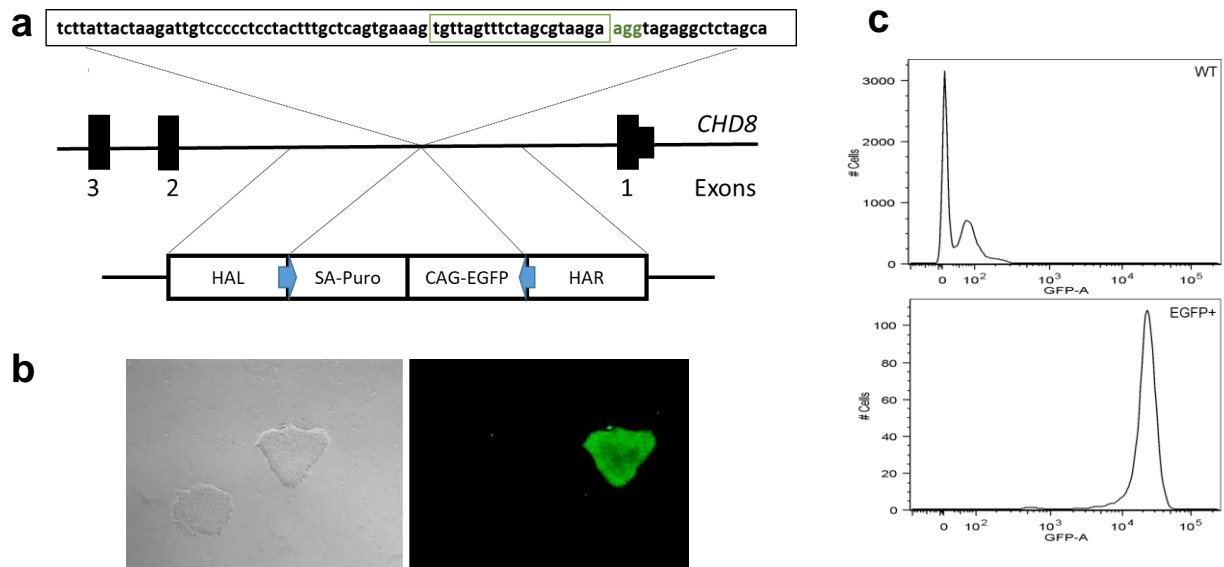 a
tcttattactaagattgtccccctcctactttgctcagtgaaag tgttagtttctagcgtaaga aggtagaggctctagca
CHD8
3 2 1 Exons
HAL SA-Puro CAG-EGFP HAR
b
c
WT
3000
2000
1000
0
# Cells
0 10² 10³ 10⁴ 10⁵
GFP-A
EGFP+
100
80
60
40
20
0
# Cells
0 10² 10³ 10⁴ 10⁵
GFP-A